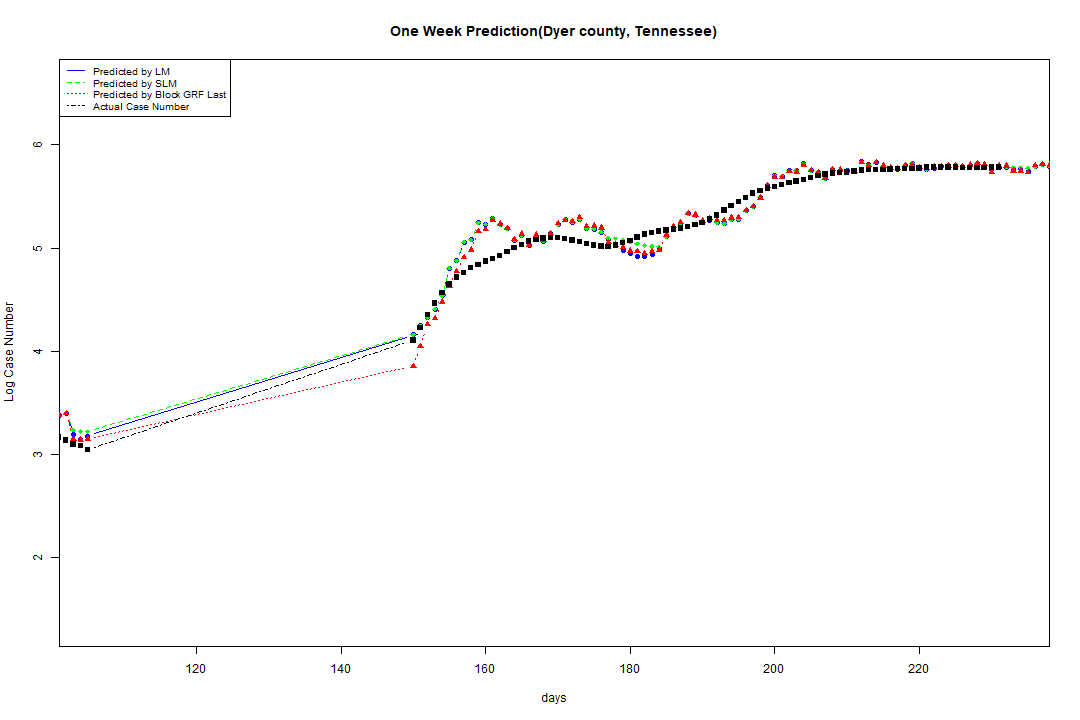 One Week Prediction(Dyer county, Tennessee)
Predicted by LM
Predicted by SLM
Predicted by Block GRF Last
Actual Case Number
6
5
4
3
2
Log Case Number
120 140 160 180 200 220
days